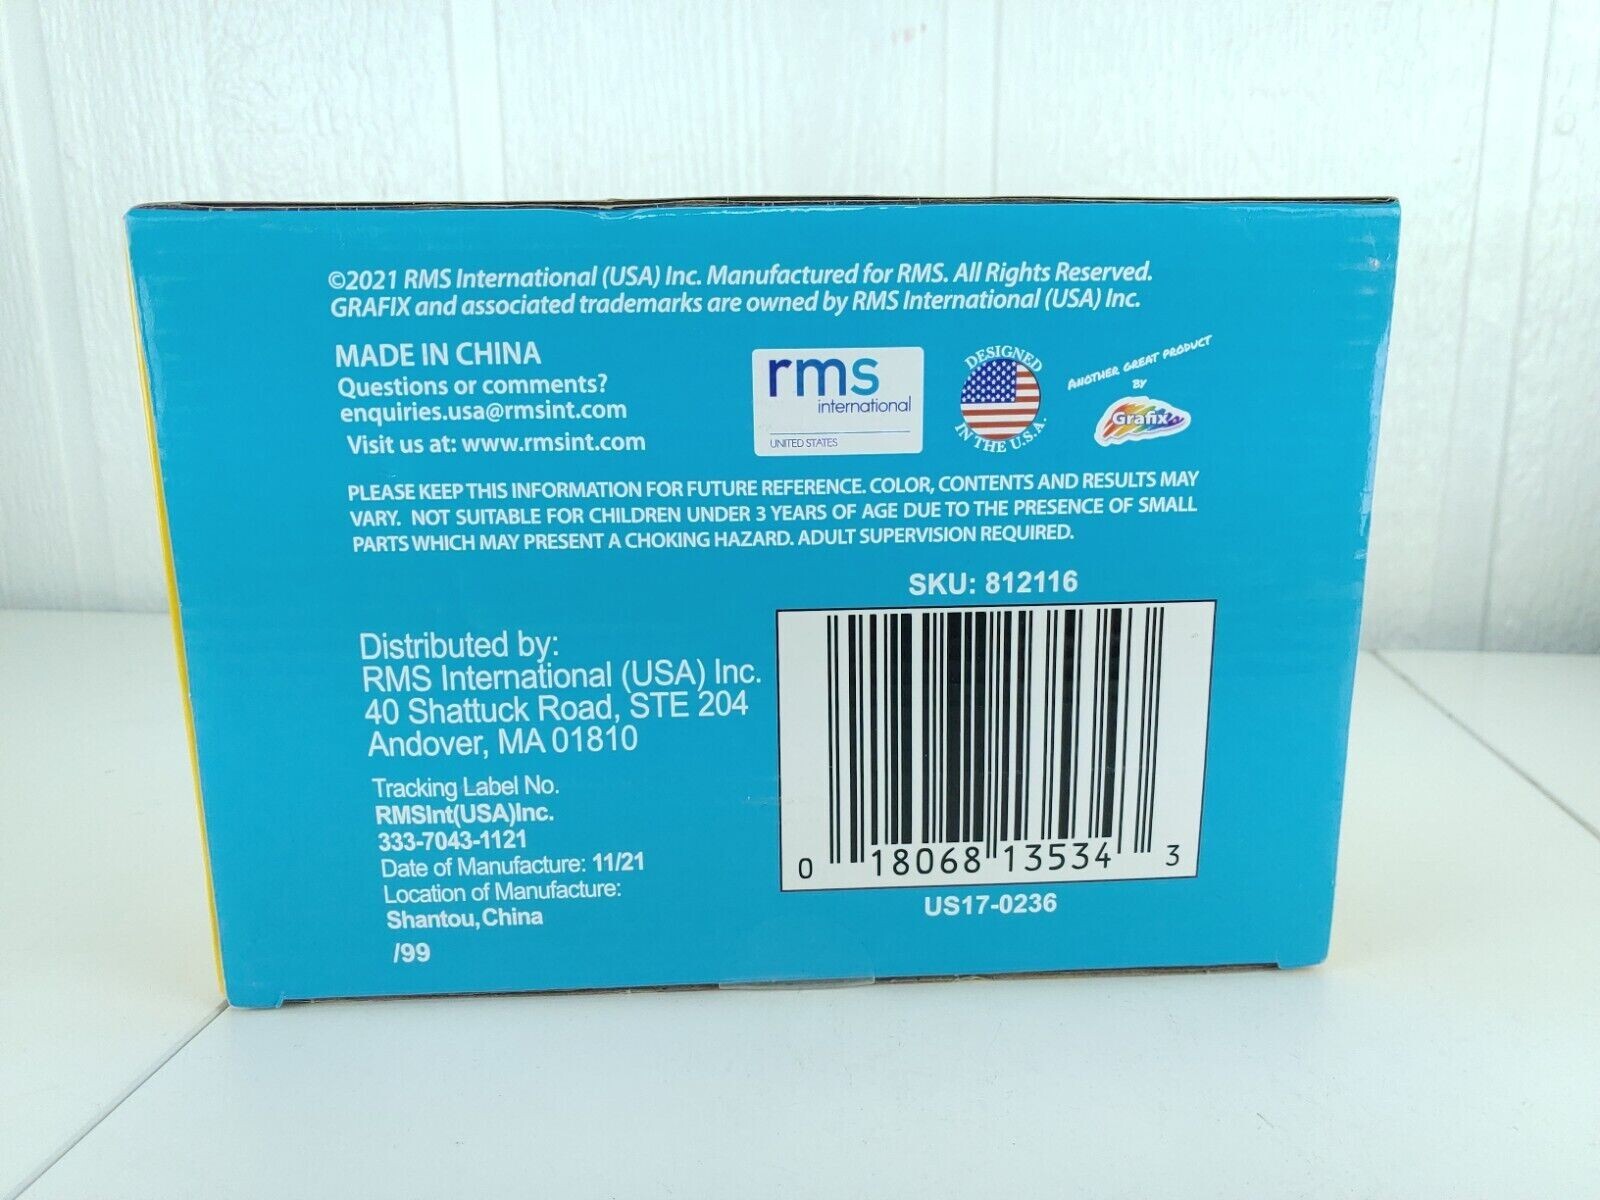 ©2021 RMS International (USA) Inc. Manufactured for RMS. All Rights Reserved.
GRAFIX and associated trademarks are owned by RMS International (USA) Inc.
MADE IN CHINA
Questions or comments?
enquiries.usa@rmsint.com
Visit us at: www.rmsint.com
rms
international
UNITED STATES
DESIGNED
IN THE U.S.A.
ANOTHER GREAT PRODUCT
BY
Grafix
PLEASE KEEP THIS INFORMATION FOR FUTURE REFERENCE. COLOR, CONTENTS AND RESULTS MAY
VARY. NOT SUITABLE FOR CHILDREN UNDER 3 YEARS OF AGE DUE TO THE PRESENCE OF SMALL
PARTS WHICH MAY PRESENT A CHOKING HAZARD. ADULT SUPERVISION REQUIRED.
SKU: 812116
Distributed by:
RMS International (USA) Inc.
40 Shattuck Road, STE 204
Andover, MA 01810
Tracking Label No.
RMSInt(USA)Inc.
333-7043-1121
Date of Manufacture: 11/21
Location of Manufacture:
Shantou, China
/99
0 18068 13534 3
US17-0236